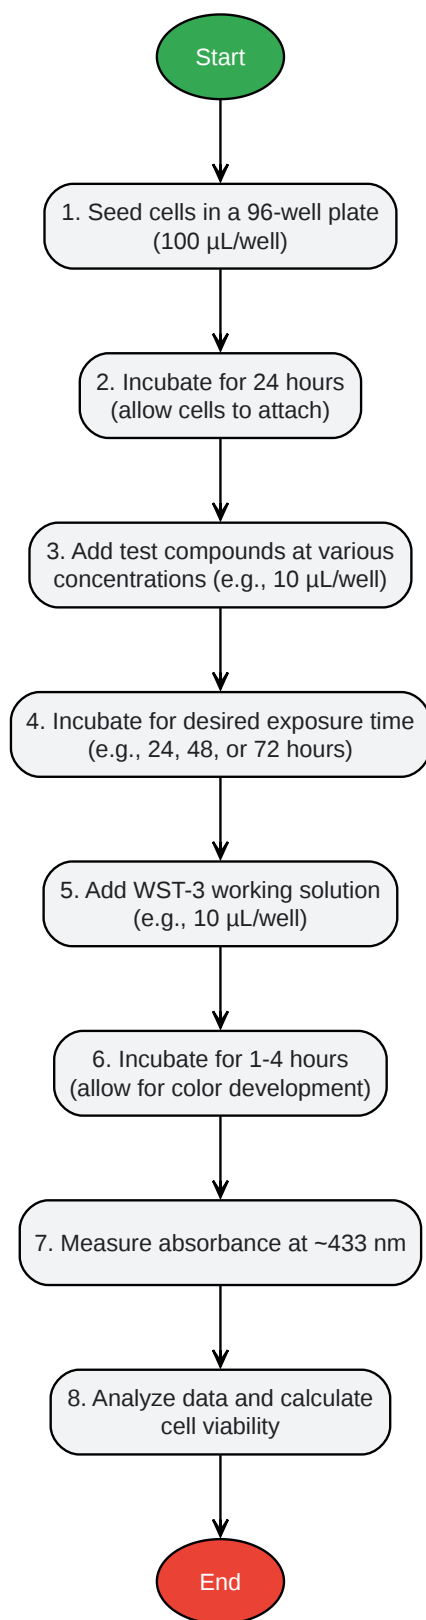 Start
1. Seed cells in a 96-well plate
(100 µL/well)
2. Incubate for 24 hours
(allow cells to attach)
3. Add test compounds at various
concentrations (e.g., 10 µL/well)
4. Incubate for desired exposure time
(e.g., 24, 48, or 72 hours)
5. Add WST-3 working solution
(e.g., 10 µL/well)
6. Incubate for 1-4 hours
(allow for color development)
7. Measure absorbance at ~433 nm
8. Analyze data and calculate
cell viability
End